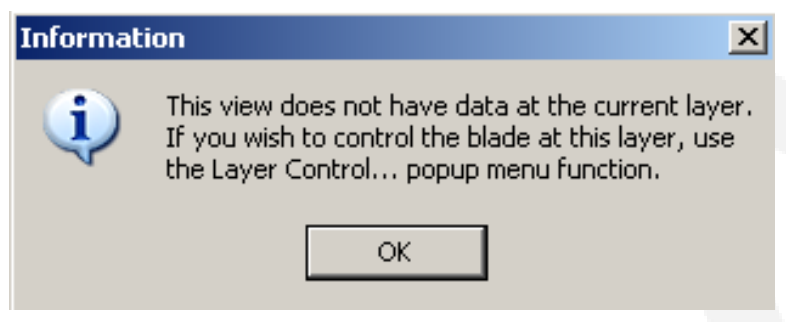 Information
This view does not have data at the current layer.
If you wish to control the blade at this layer, use
the Layer Control... popup menu function.
OK